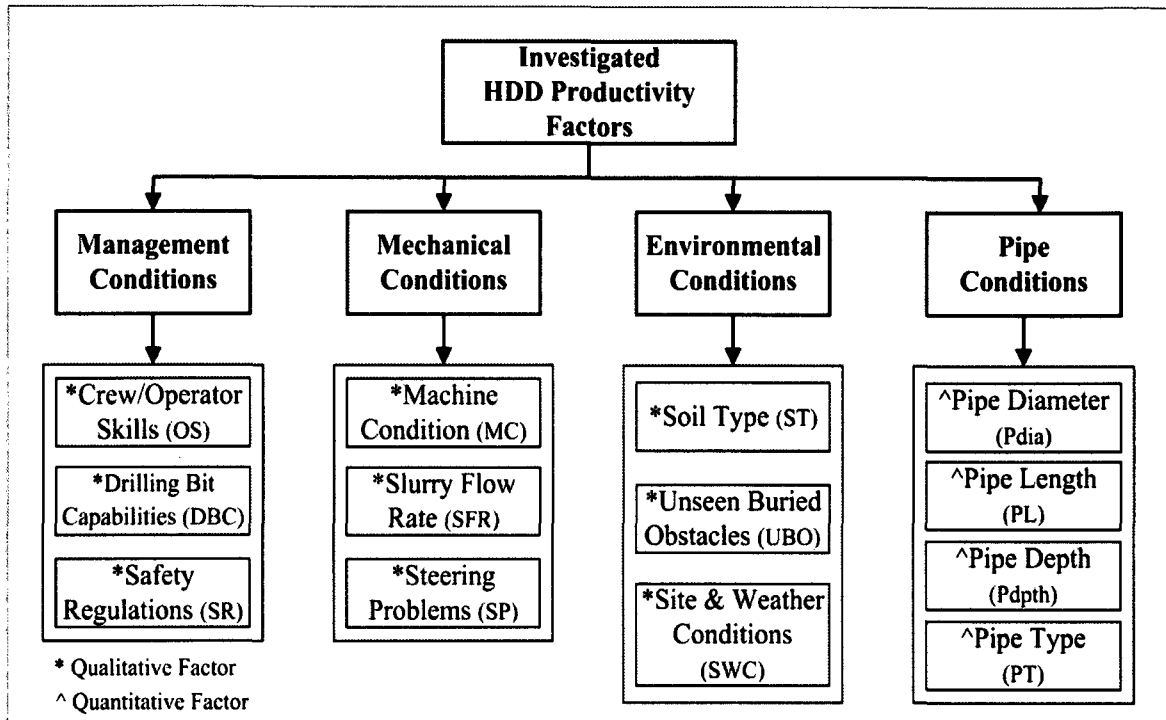 Investigated
HDD Productivity
Factors
Management
Conditions
Mechanical
Conditions
Environmental
Conditions
Pipe
Conditions
*Crew/Operator
Skills (OS)
*Drilling Bit
Capabilities (DBC)
*Safety
Regulations (SR)
*Machine
Condition (MC)
*Slurry Flow
Rate (SFR)
*Steering
Problems (SP)
*Soil Type (ST)
*Unseen Buried
Obstacles (UBO)
*Site & Weather
Conditions
(SWC)
^Pipe Diameter
(Pdia)
^Pipe Length
(PL)
^Pipe Depth
(Pdpth)
^Pipe Type
(PT)
* Qualitative Factor
^ Quantitative Factor